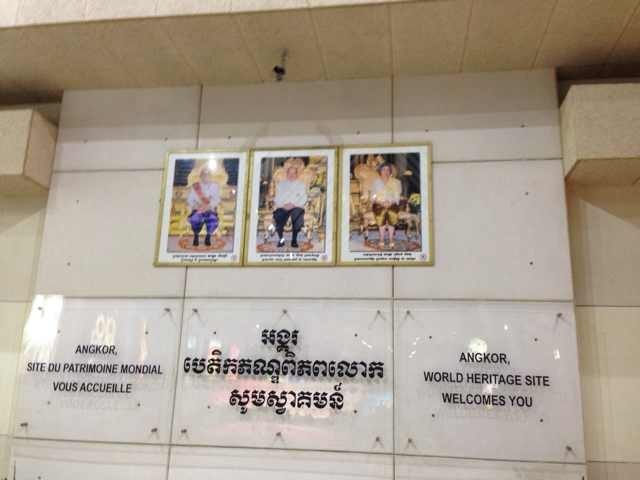 ANGKOR,
SITE DU PATRIMOINE MONDIAL
VOUS ACCUEILLE
អង្គរ
បេតិកភណ្ឌពិភពលោក
សូមស្វាគមន៍
ANGKOR,
WORLD HERITAGE SITE
WELCOMES YOU